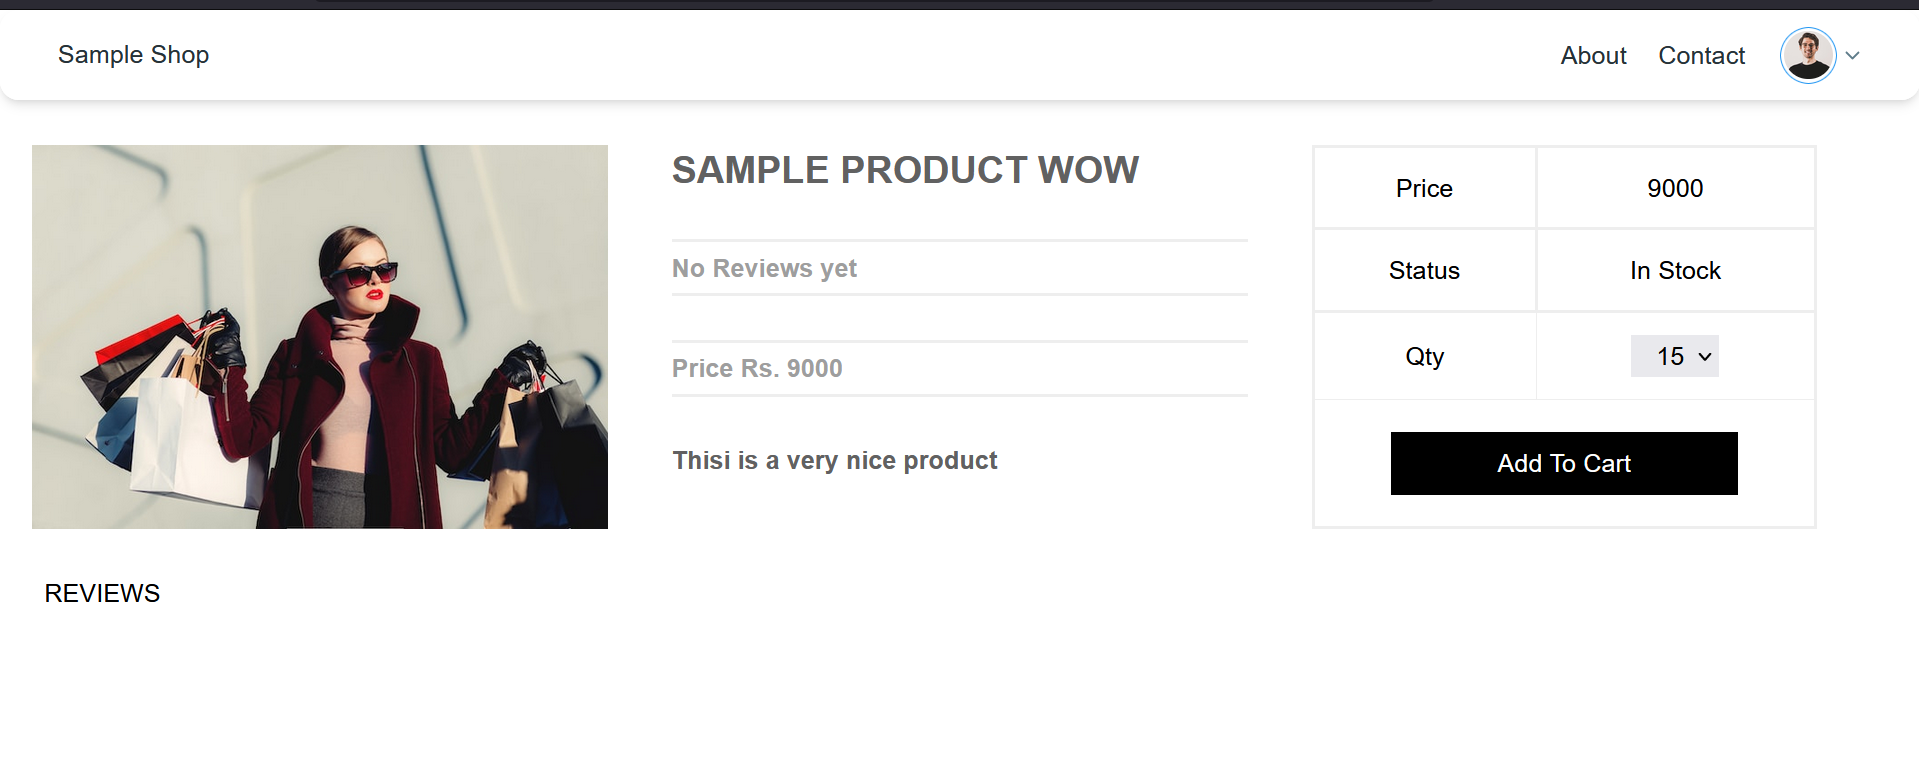 Sample Shop
About
Contact
SAMPLE PRODUCT WOW
No Reviews yet
Price Rs. 9000
Thisi is a very nice product
Price 9000
Status In Stock
Qty 15
Add To Cart
REVIEWS